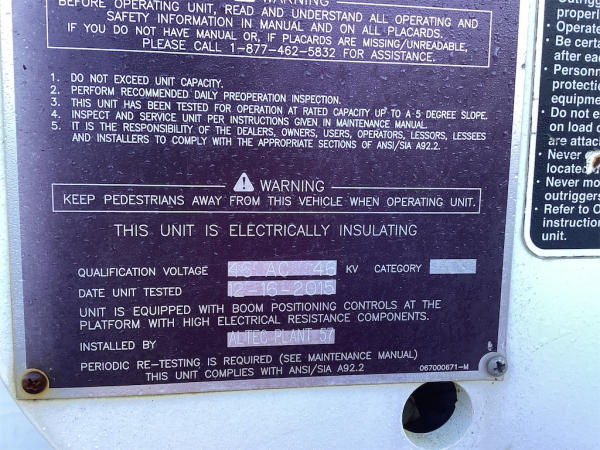 WARNING
BEFORE OPERATING UNIT, READ AND UNDERSTAND ALL OPERATING AND
SAFETY INFORMATION IN MANUAL AND ON ALL PLACARDS.
IF YOU DO NOT HAVE MANUAL OR, IF PLACARDS ARE MISSING/UNREADABLE,
PLEASE CALL 1-877-462-5832 FOR ASSISTANCE.
1. DO NOT EXCEED UNIT CAPACITY.
2. PERFORM RECOMMENDED DAILY PREOPERATION INSPECTION.
3. THIS UNIT HAS BEEN TESTED FOR OPERATION AT RATED CAPACITY UP TO A 5 DEGREE SLOPE.
4. INSPECT AND SERVICE UNIT PER INSTRUCTIONS GIVEN IN MAINTENANCE MANUAL.
5. IT IS THE RESPONSIBILITY OF THE DEALERS, OWNERS, USERS, OPERATORS, LESSORS, LESSEES
AND INSTALLERS TO COMPLY WITH THE APPROPRIATE SECTIONS OF ANSI/SIA A92.2.
WARNING
KEEP PEDESTRIANS AWAY FROM THIS VEHICLE WHEN OPERATING UNIT.
THIS UNIT IS ELECTRICALLY INSULATING
QUALIFICATION VOLTAGE 46 AC 46 KV CATEGORY
DATE UNIT TESTED 12-16-2015
UNIT IS EQUIPPED WITH BOOM POSITIONING CONTROLS AT THE
PLATFORM WITH HIGH ELECTRICAL RESISTANCE COMPONENTS.
INSTALLED BY ALTEC PLANT 57
PERIODIC RE-TESTING IS REQUIRED (SEE MAINTENANCE MANUAL)
THIS UNIT COMPLIES WITH ANSI/SIA A92.2
067000671-M
Outrigg
properl
• Operate
• Be certa
after eac
• Personn
protectio
equipme
• Do not e
on load o
are attac
• Never
located
• Never mo
outriggers
• Refer to O
instruction
unit.